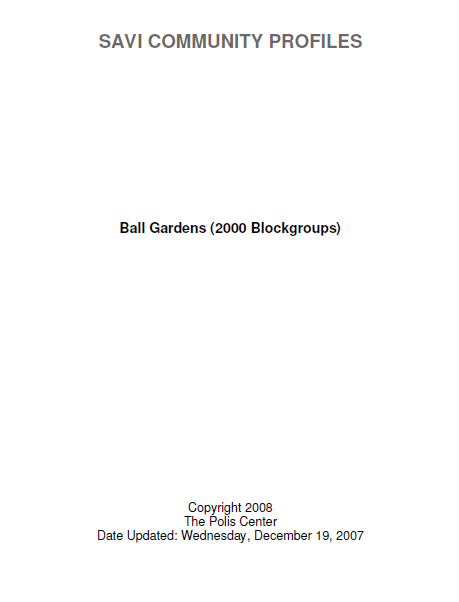 SAVI COMMUNITY PROFILES
Ball Gardens (2000 Blockgroups)
Copyright 2008
The Polis Center
Date Updated: Wednesday, December 19, 2007